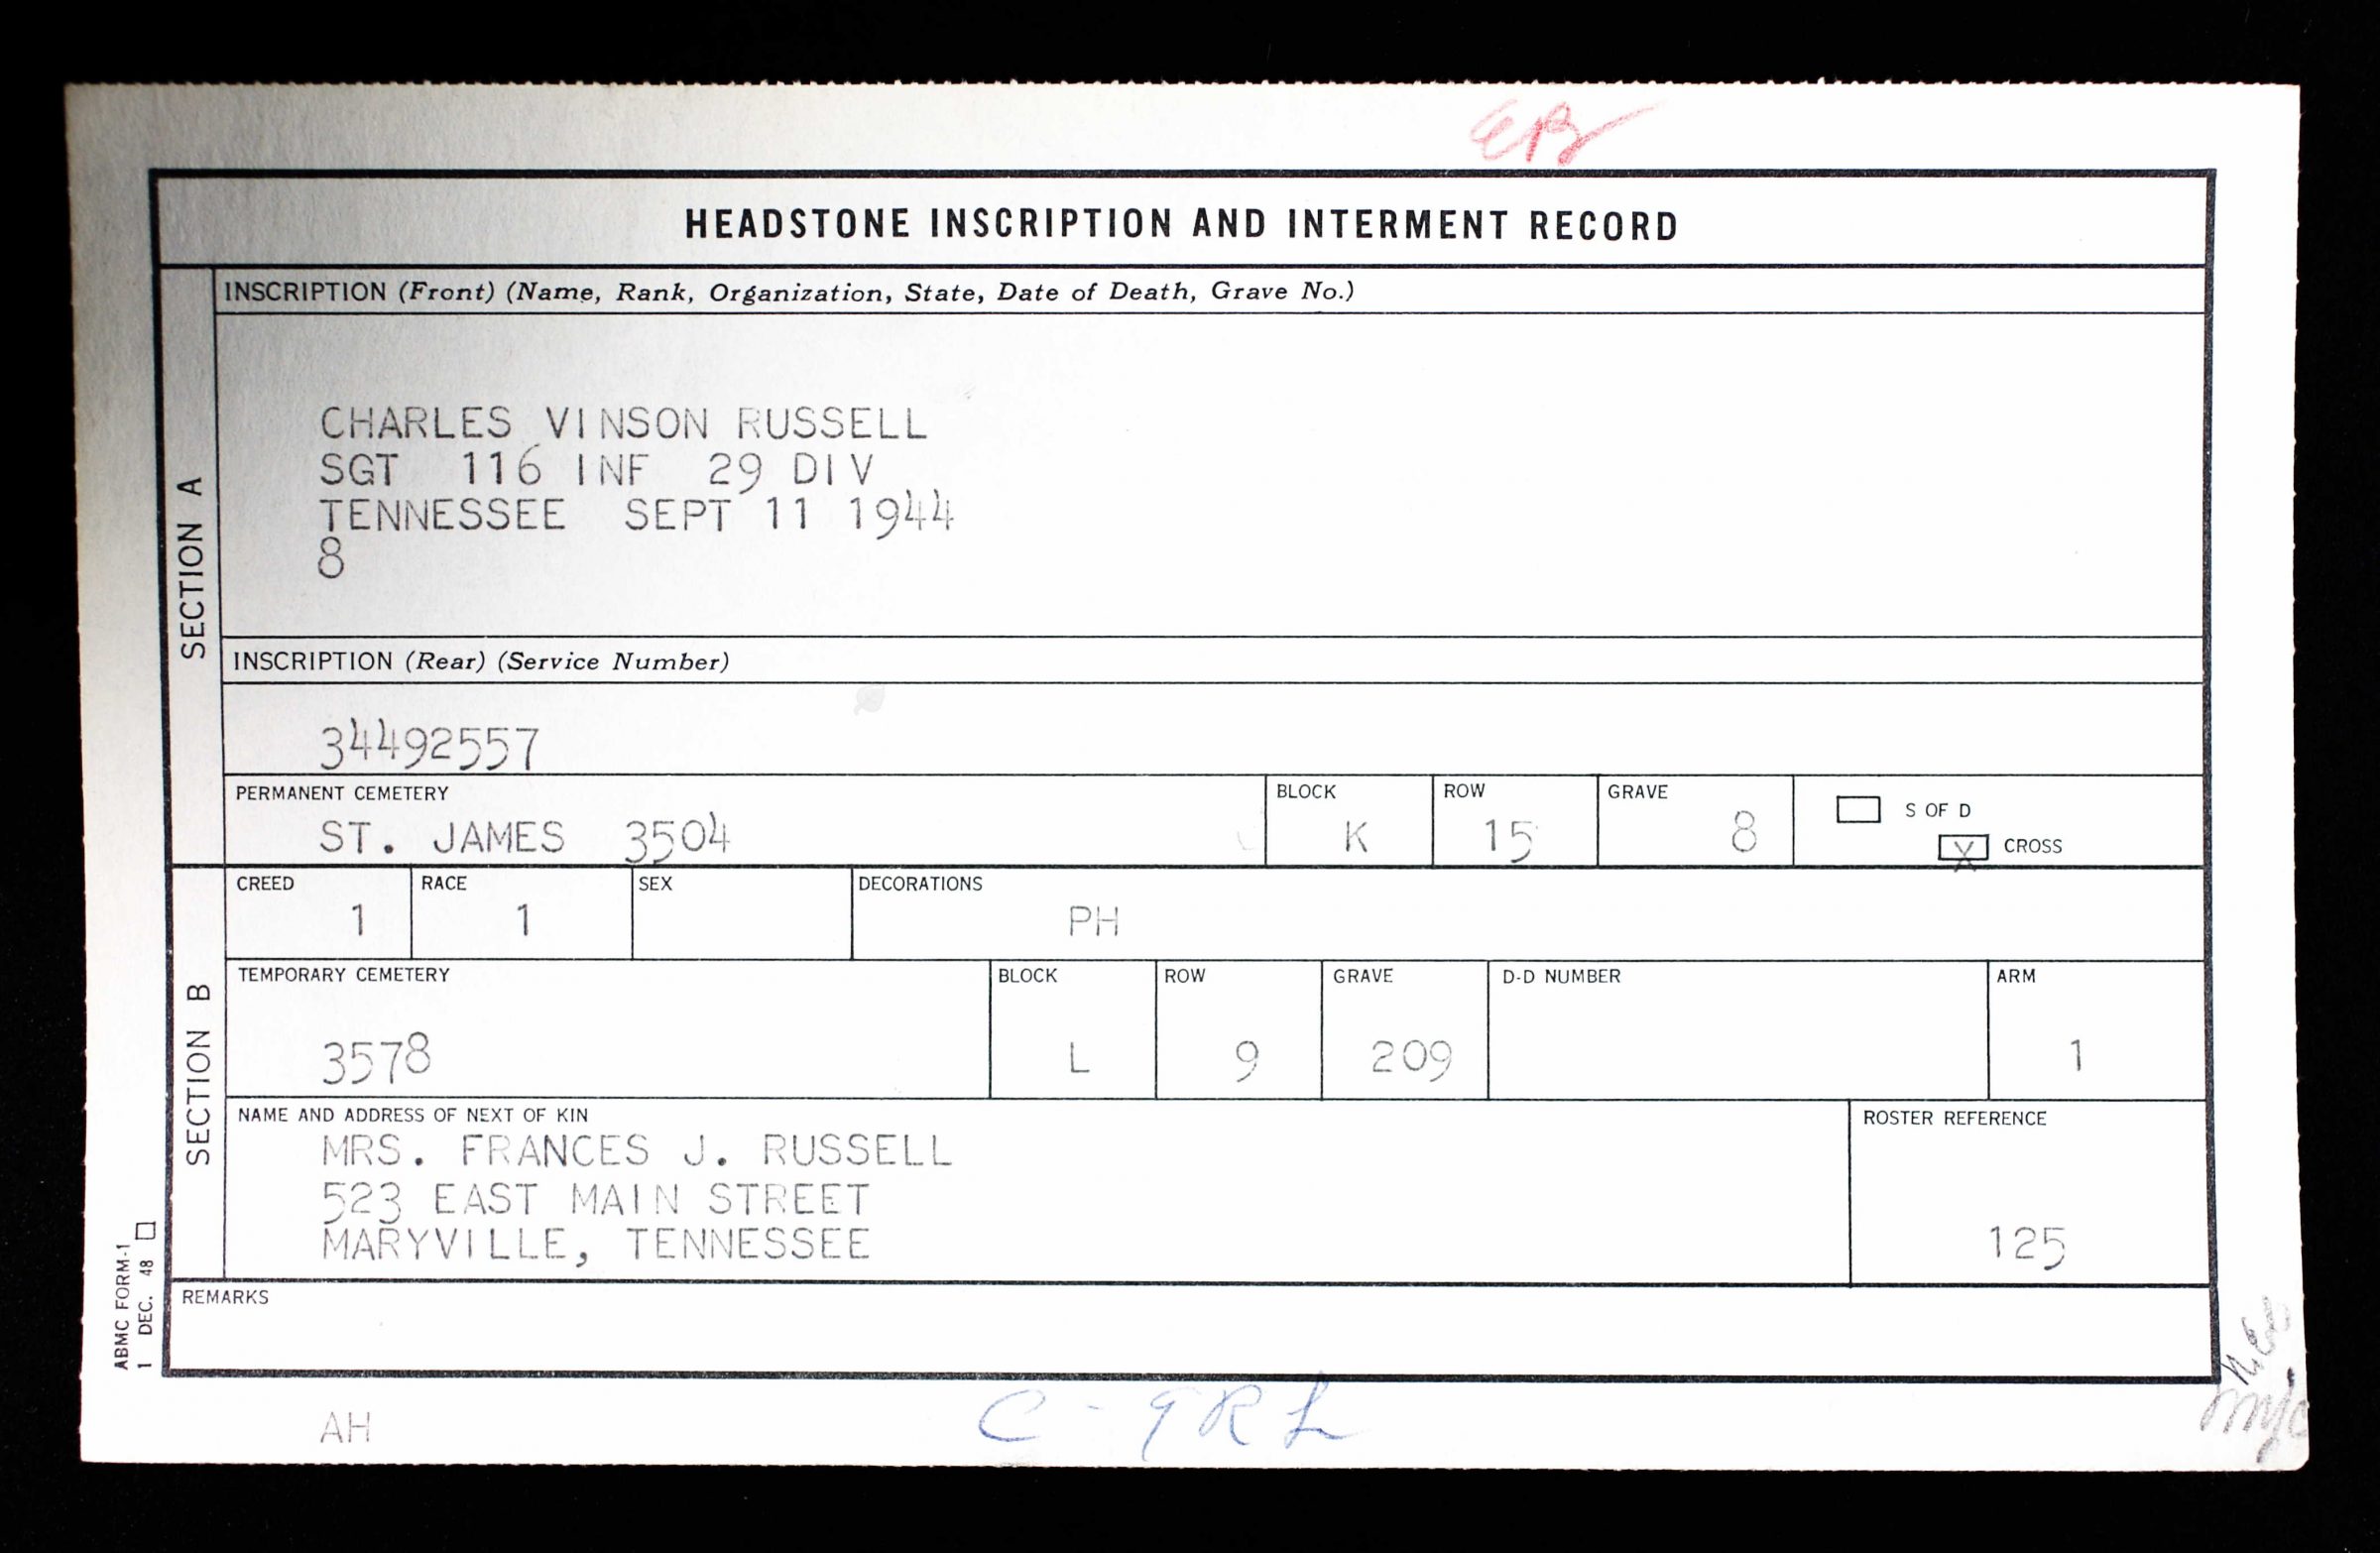 HEADSTONE INSCRIPTION AND INTERMENT RECORD
SECTION A
INSCRIPTION (Front) (Name, Rank, Organization, State, Date of Death, Grave No.)
CHARLES VINSON RUSSELL
SGT 116 INF 29 DIV
TENNESSEE SEPT 11 1944
8
INSCRIPTION (Rear) (Service Number)
34492557
PERMANENT CEMETERY BLOCK ROW GRAVE S OF D
ST. JAMES 3504 K 15 8 X CROSS
SECTION B
CREED RACE SEX DECORATIONS
1 1 PH
TEMPORARY CEMETERY BLOCK ROW GRAVE D-D NUMBER ARM
3578 L 9 209 1
NAME AND ADDRESS OF NEXT OF KIN ROSTER REFERENCE
MRS. FRANCES J. RUSSELL
523 EAST MAIN STREET
MARYVILLE, TENNESSEE 125
REMARKS
ABMC FORM-1
1 DEC. 48
AH